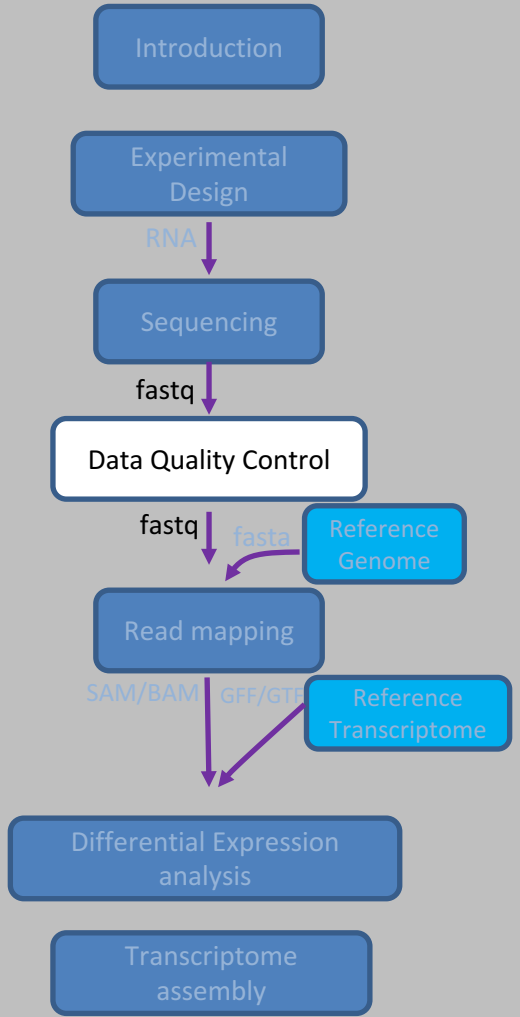 Introduction
Experimental
Design
RNA
Sequencing
fastq
Data Quality Control
fastq
fasta
Reference
Genome
Read mapping
SAM/BAM
GFF/GTF
Reference
Transcriptome
Differential Expression
analysis
Transcriptome
assembly